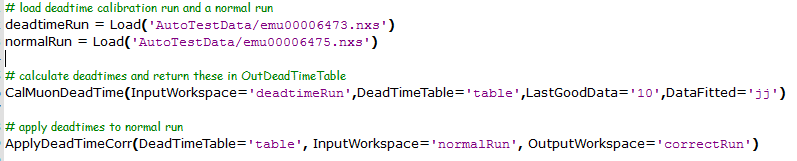 # load deadtime calibration run and a normal run
deadtimeRun = Load('AutoTestData/emu00006473.nxs')
normalRun = Load('AutoTestData/emu00006475.nxs')
# calculate deadtimes and return these in OutDeadTimeTable
CalMuonDeadTime(InputWorkspace='deadtimeRun',DeadTimeTable='table',LastGoodData='10',DataFitted='jj')
# apply deadtimes to normal run
ApplyDeadTimeCorr(DeadTimeTable='table', InputWorkspace='normalRun', OutputWorkspace='correctRun')